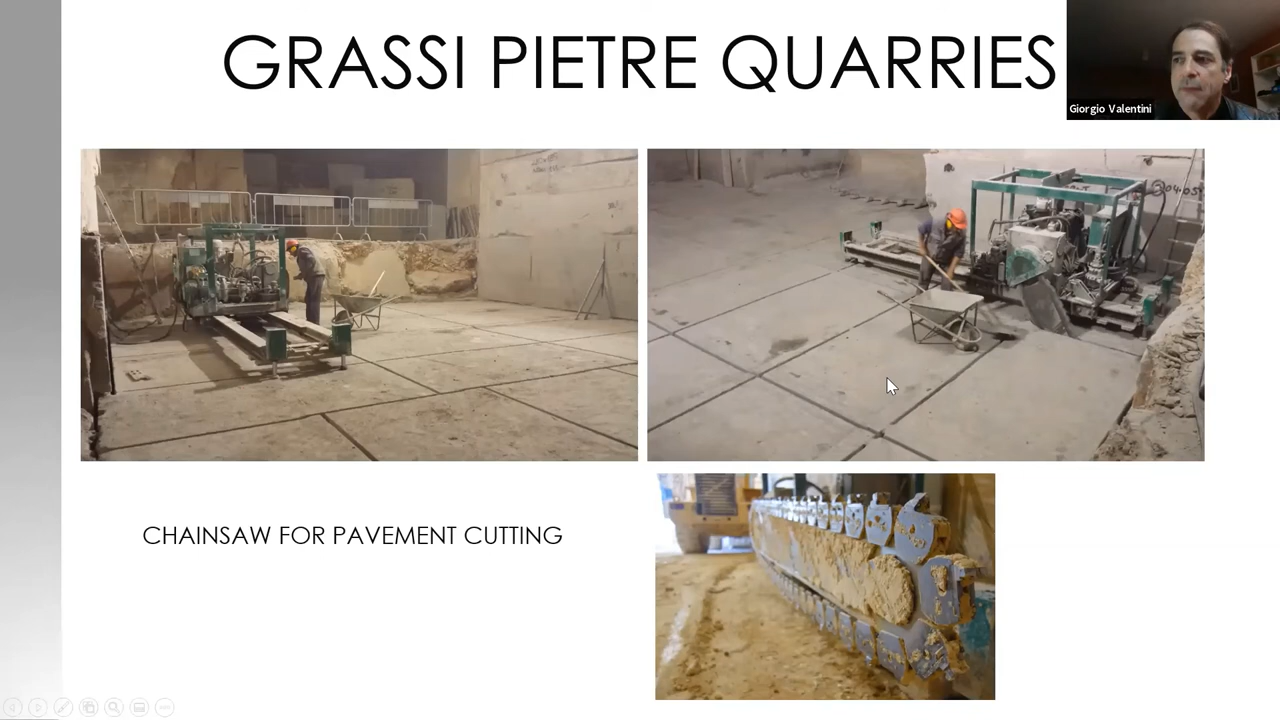 GRASSI PIETRE QUARRIES
Giorgio Valentini
CHAINSAW FOR PAVEMENT CUTTING